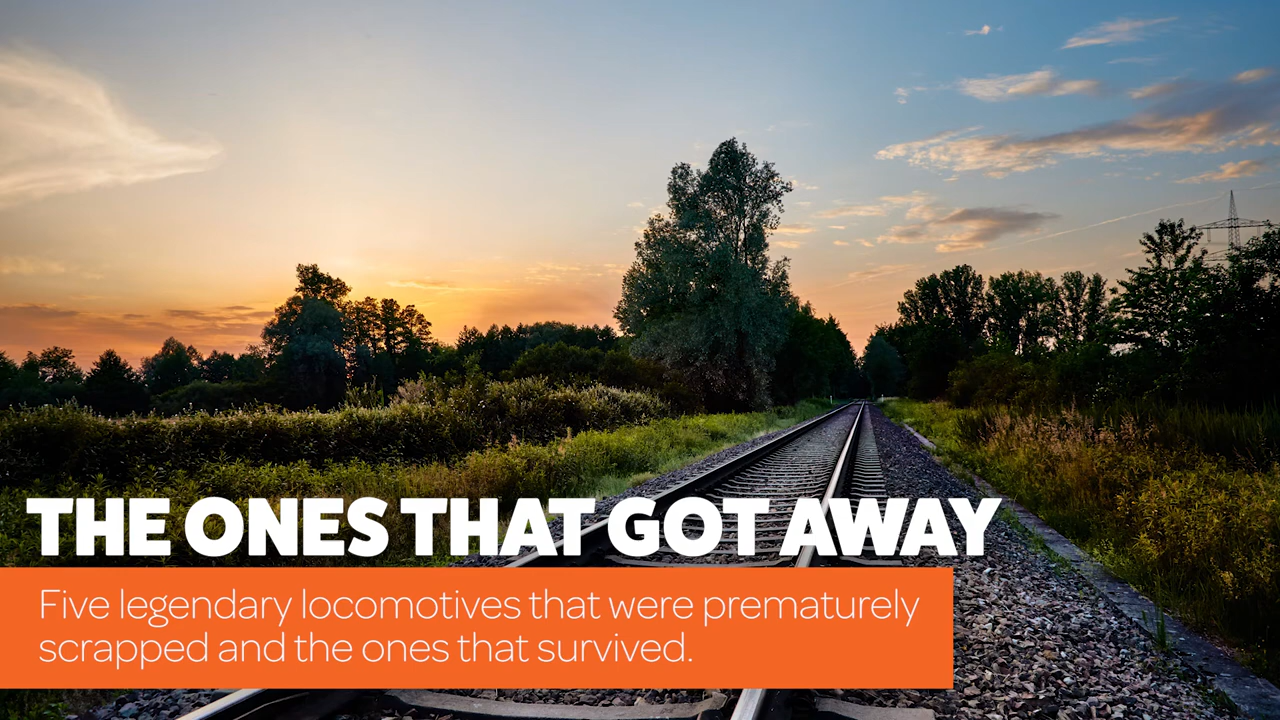 THE ONES THAT GOT AWAY
Five legendary locomotives that were prematurely
scrapped and the ones that survived.